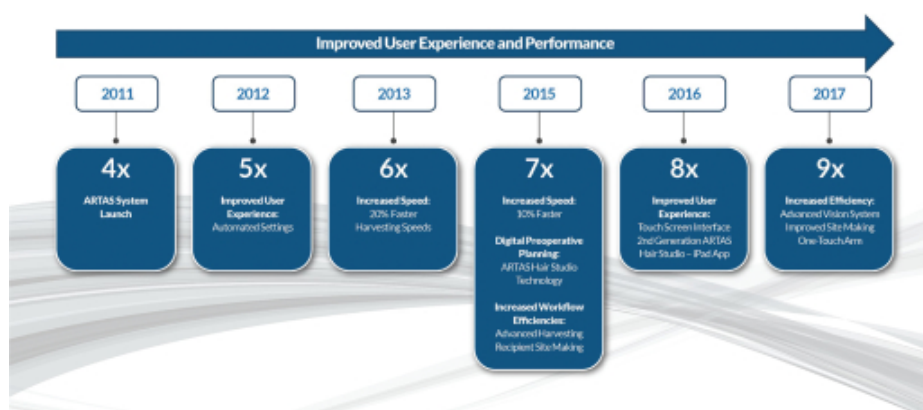 Improved User Experience and Performance
2011
2012
2013
2015
2016
2017
4x
ARTAS System
Launch
5x
Improved User
Experience:
Automated Settings
6x
Increased Speed:
20% Faster
Harvesting Speeds
7x
Increased Speed:
10% Faster
Digital Preoperative
Planning:
ARTAS Hair Studio
Technology
Increased Workflow
Efficiencies:
Advanced Harvesting
Recipient Site Making
8x
Improved User
Experience:
Touch Screen Interface
2nd Generation ARTAS
Hair Studio – iPad App
9x
Increased Efficiency:
Advanced Vision System
Improved Site Making
One-Touch Arm